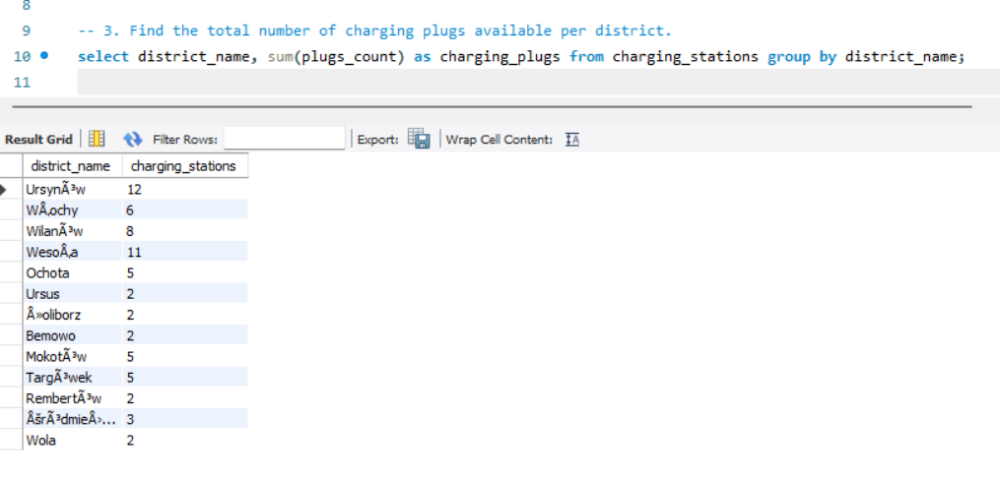 8
9 -- 3. Find the total number of charging plugs available per district.
10 select district_name, sum(plugs_count) as charging_plugs from charging_stations group by district_name;
11
Result Grid Filter Rows: Export: Wrap Cell Content: IA
district_name charging_stations
UrsynÃ³w 12
WÅ‚ochy 6
WilanÃ³w 8
WesoÅ‚a 11
Ochota 5
Ursus 2
Å»oliborz 2
Bemowo 2
MokotÃ³w 5
TargÃ³wek 5
RembertÃ³w 2
ÅšrÃ³dmieÅ›... 3
Wola 2